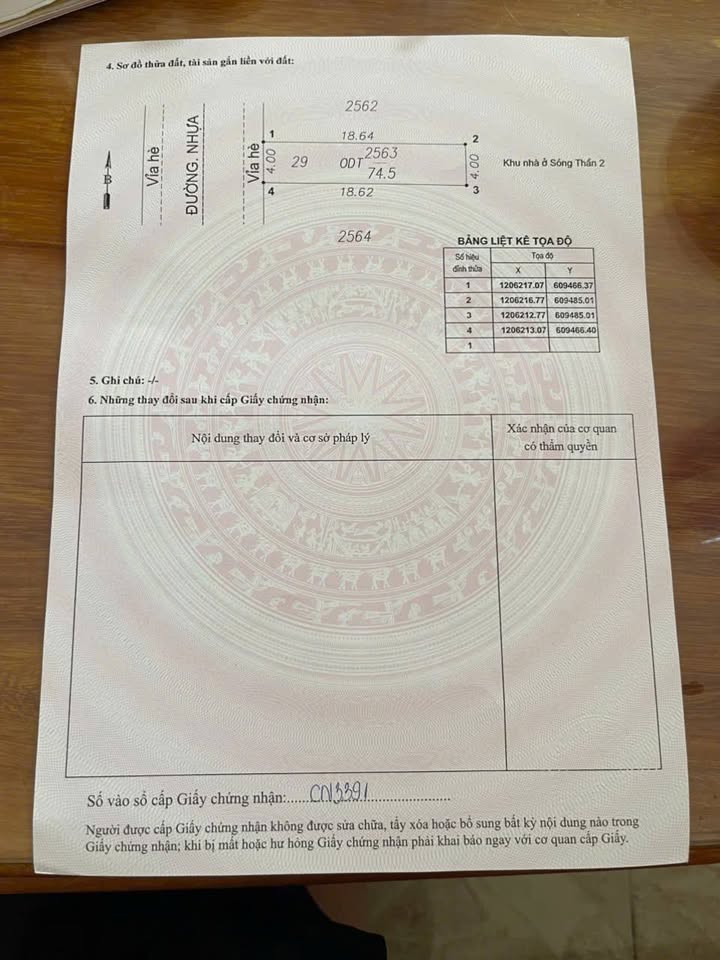 4. Sơ đồ thửa đất, tài sản gắn liền với đất:
2562
1
18.64
2
Vỉa hè
ĐƯỜNG NHỰA
Vỉa hè
4.00
29
ODT
2563
74.5
4.00
Khu nhà ở Sóng Thần 2
B
4
18.62
3
2564
BẢNG LIỆT KÊ TỌA ĐỘ
Số hiệu đỉnh thửa
Tọa độ
X Y
1 1206217.07 609466.37
2 1206216.77 609485.01
3 1206212.77 609485.01
4 1206213.07 609466.40
1
5. Ghi chú: -/-
6. Những thay đổi sau khi cấp Giấy chứng nhận:
Nội dung thay đổi và cơ sở pháp lý
Xác nhận của cơ quan
có thẩm quyền
Số vào sổ cấp Giấy chứng nhận:......CN13391......................
Người được cấp Giấy chứng nhận không được sửa chữa, tẩy xóa hoặc bổ sung bất kỳ nội dung nào trong
Giấy chứng nhận; khi bị mất hoặc hư hỏng Giấy chứng nhận phải khai báo ngay với cơ quan cấp Giấy.